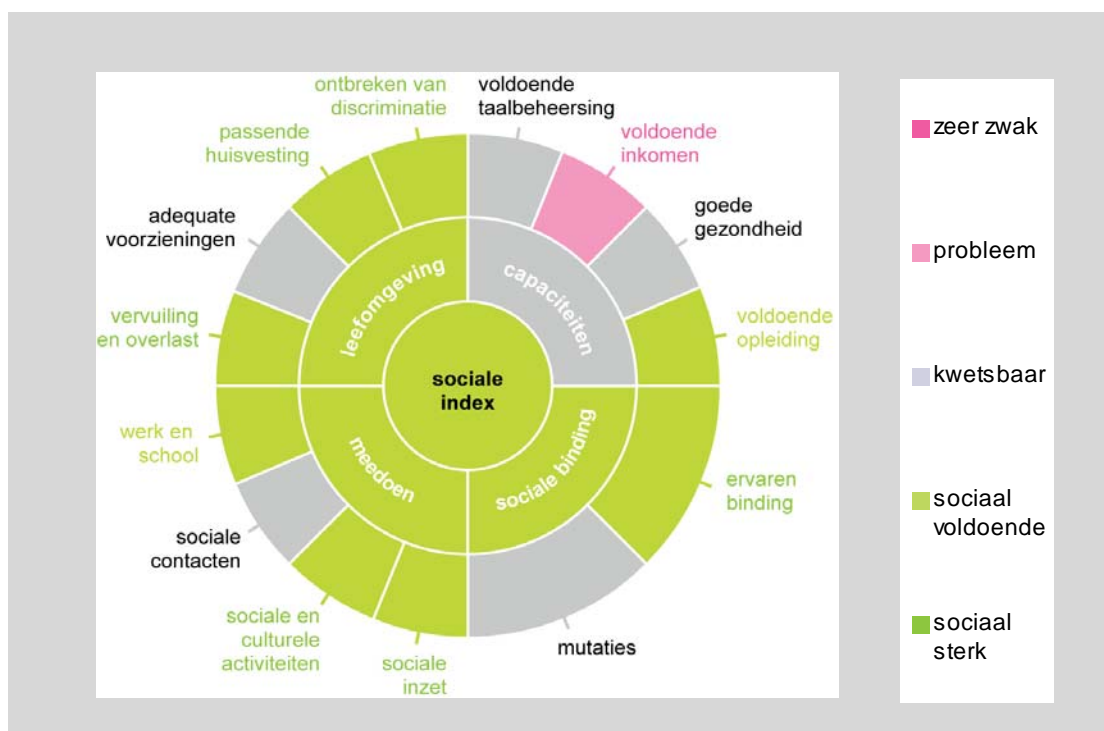 ontbreken van
discriminatie
voldoende
taalbeheersing
passende
huisvesting
voldoende
inkomen
adequate
voorzieningen
goede
gezondheid
vervuiling
en overlast
voldoende
opleiding
leefomgeving
capaciteiten
sociale
index
meedoen
sociale binding
werk en
school
ervaren
binding
sociale
contacten
sociale en
culturele
activiteiten
sociale
inzet
mutaties
zeer zwak
probleem
kwetsbaar
sociaal
voldoende
sociaal
sterk